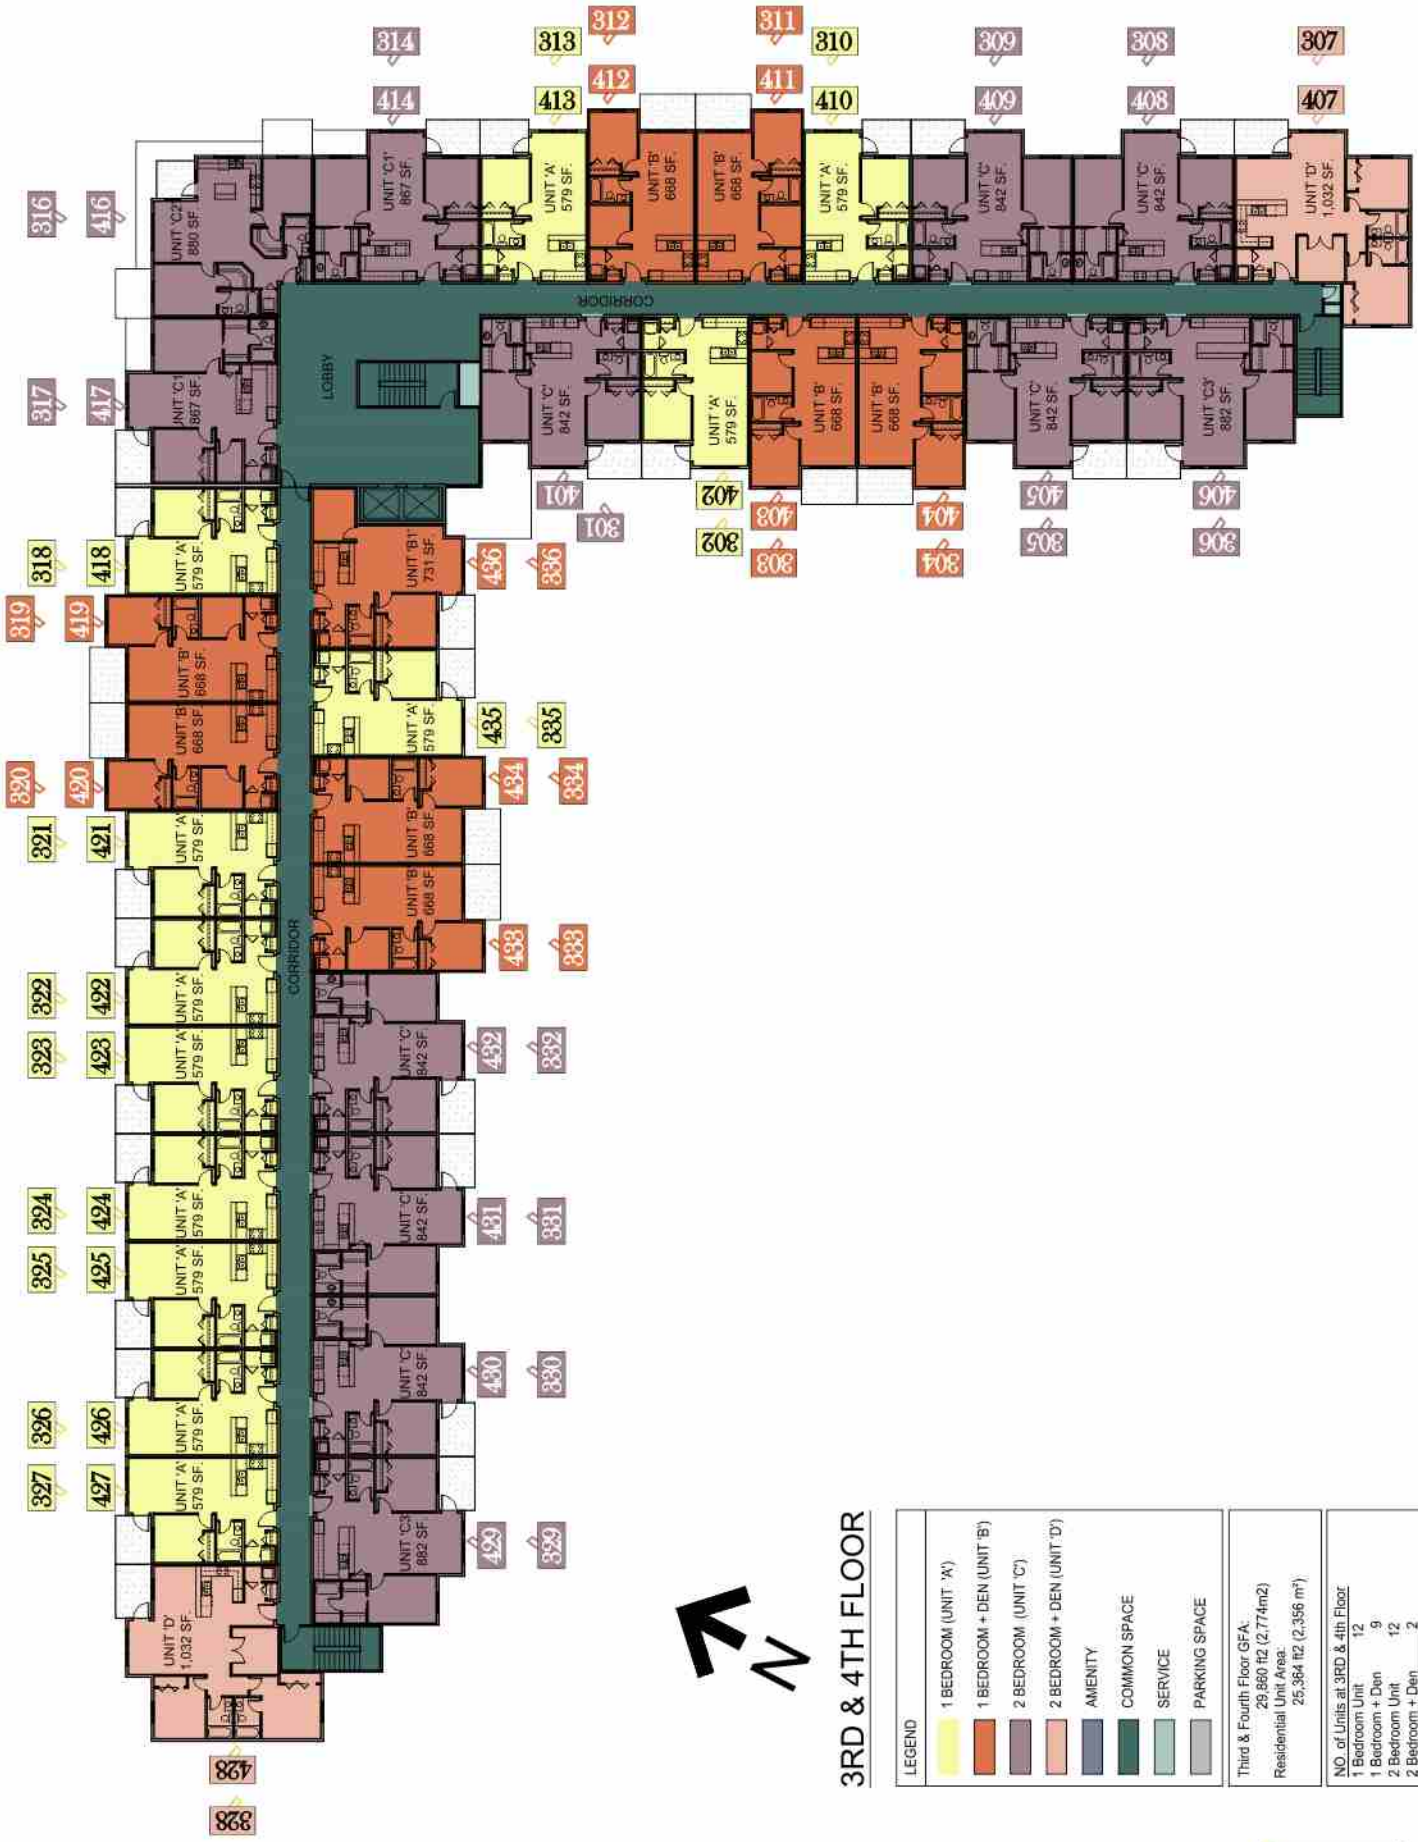 312
311
314
313
310
309
308
307
412
411
414
413
410
409
408
407
316
416
UNIT 'C2'
880 SF.
UNIT 'C1'
867 SF.
UNIT 'A'
579 SF.
UNIT 'B'
668 SF.
UNIT 'B'
668 SF.
UNIT 'A'
579 SF.
UNIT 'C'
842 SF.
UNIT 'C'
842 SF.
UNIT 'D'
1,032 SF.
CORRIDOR
LOBBY
317
417
UNIT 'C1
867 SF.
UNIT 'C'
842 SF.
UNIT 'A'
579 SF.
UNIT 'B'
668 SF.
UNIT 'B'
668 SF.
UNIT 'C'
842 SF.
UNIT 'C3'
882 SF.
401
402
403
404
405
406
301
302
303
304
305
306
318
418
UNIT 'A'
579 SF.
UNIT 'B1'
731 SF.
436
336
319
419
UNIT 'B'
668 SF.
UNIT 'B'
668 SF.
UNIT 'A'
579 SF.
435
335
320
420
434
334
321
421
UNIT 'A'
579 SF.
UNIT 'B'
668 SF.
UNIT 'B'
668 SF.
433
333
CORRIDOR
322
422
UNIT 'A'
579 SF.
323
423
UNIT 'A'
579 SF.
UNIT 'C'
842 SF.
432
332
324
424
UNIT 'A'
579 SF.
UNIT 'C'
842 SF.
431
331
325
425
UNIT 'A'
579 SF.
UNIT 'C'
842 SF.
430
330
326
426
UNIT 'A'
579 SF.
327
427
UNIT 'A'
579 SF.
UNIT 'C3
882 SF.
429
329
UNIT 'D'
1,032 SF.
428
328
N
3RD & 4TH FLOOR
LEGEND
1 BEDROOM (UNIT 'A')
1 BEDROOM + DEN (UNIT 'B')
2 BEDROOM (UNIT 'C')
2 BEDROOM + DEN (UNIT 'D')
AMENITY
COMMON SPACE
SERVICE
PARKING SPACE
Third & Fourth Floor GFA:
29,860 ft2 (2,774m2)
Residential Unit Area:
25,364 ft2 (2,356 m²)
NO. of Units at 3RD & 4th Floor
1 Bedroom Unit 12
1 Bedroom + Den 9
2 Bedroom Unit 12
2 Bedroom + Den 2